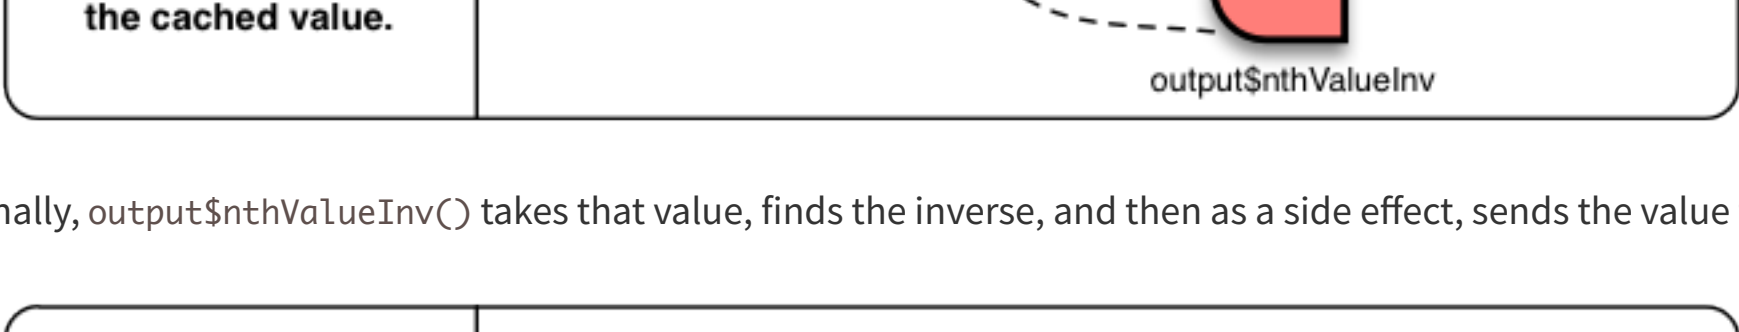 the cached value.
output$nthValueInv
nally, output$nthValueInv() takes that value, finds the inverse, and then as a side effect, sends the value